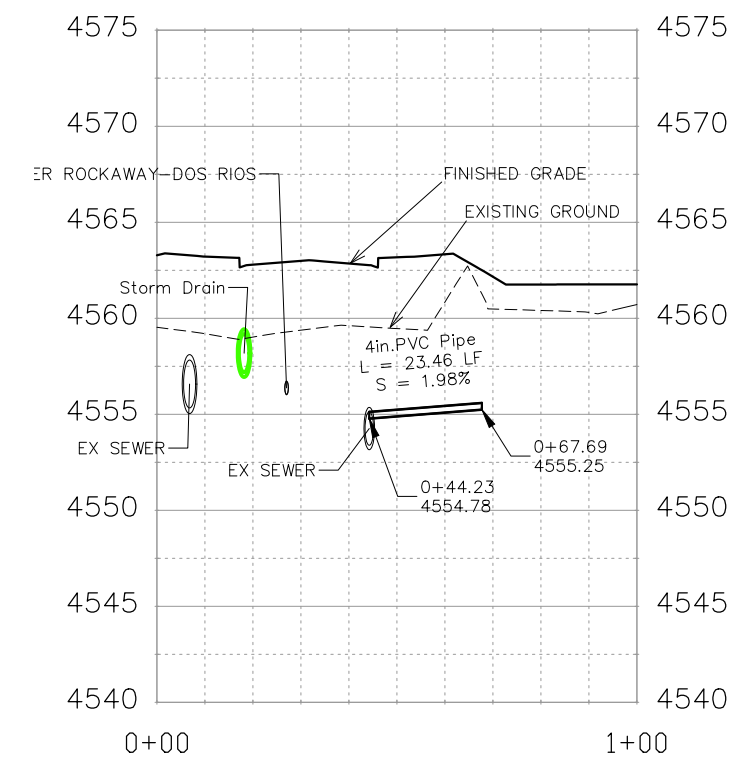 4575 4575
4570 4570
ER ROCKAWAY-DOS RIOS
FINISHED GRADE
4565 4565
EXISTING GROUND
Storm Drain
4560 4560
4in.PVC Pipe
L = 23.46 LF
S = 1.98%
4555 4555
EX SEWER
EX SEWER
0+67.69
4555.25
0+44.23
4554.78
4550 4550
4545 4545
4540 4540
0+00 1+00